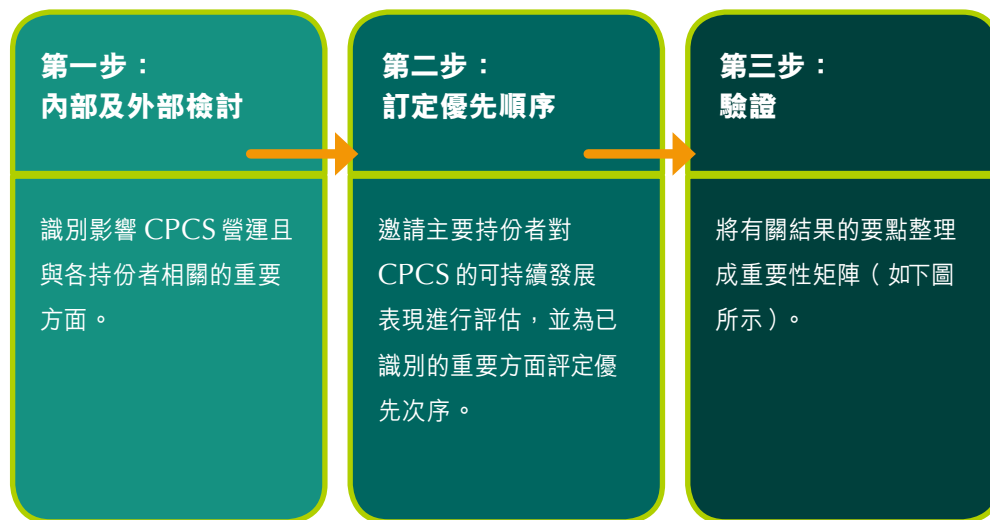 第一步：
內部及外部檢討
識別影響 CPCS 營運且
與各持份者相關的重要
方面。
第二步：
訂定優先順序
邀請主要持份者對
CPCS 的可持續發展
表現進行評估，並為已
識別的重要方面評定優
先次序。
第三步：
驗證
將有關結果的要點整理
成重要性矩陣（如下圖
所示）。